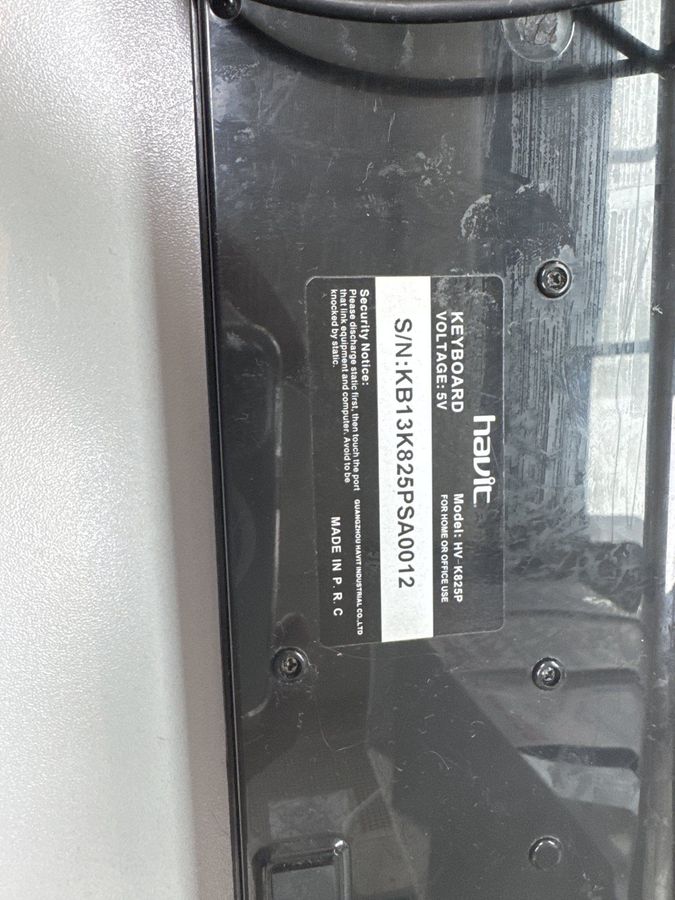 havit.
KEYBOARD
VOLTAGE: 5V
Model: HV-K825P
FOR HOME OR OFFICE USE
S/N:KB13K825PSA0012
Security Notice:
Please discharge static first, then touch the port
that link equipment and computer. Avoid to be
knocked by static.
GUANGZHOU HAVIT INDUSTRIAL CO.,LTD
MADE IN P. R. C